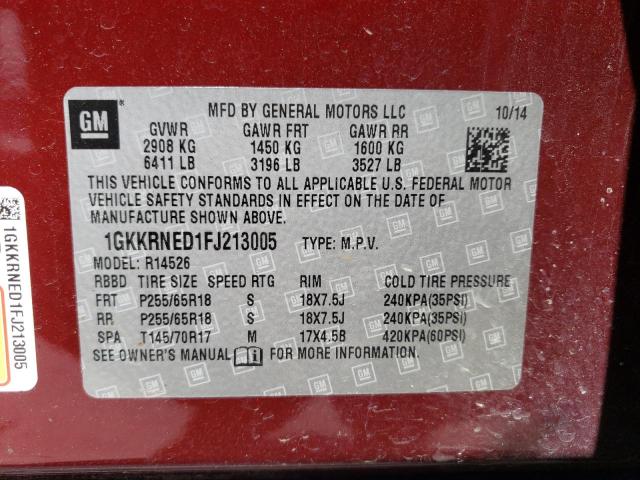 GM
MFD BY GENERAL MOTORS LLC 10/14
GVWR GAWR FRT GAWR RR
2908 KG 1450 KG 1600 KG
6411 LB 3196 LB 3527 LB
THIS VEHICLE CONFORMS TO ALL APPLICABLE U.S. FEDERAL MOTOR
VEHICLE SAFETY STANDARDS IN EFFECT ON THE DATE OF
MANUFACTURE SHOWN ABOVE.
1GKKRNED1FJ213005 TYPE: M.P.V.
MODEL: R14526
RBBD TIRE SIZE SPEED RTG RIM COLD TIRE PRESSURE
FRT P255/65R18 S 18X7.5J 240KPA(35PSI)
RR P255/65R18 S 18X7.5J 240KPA(35PSI)
SPA T145/70R17 M 17X4.5B 420KPA(60PSI)
SEE OWNER'S MANUAL FOR MORE INFORMATION.
1GKKRNED1FJ213005